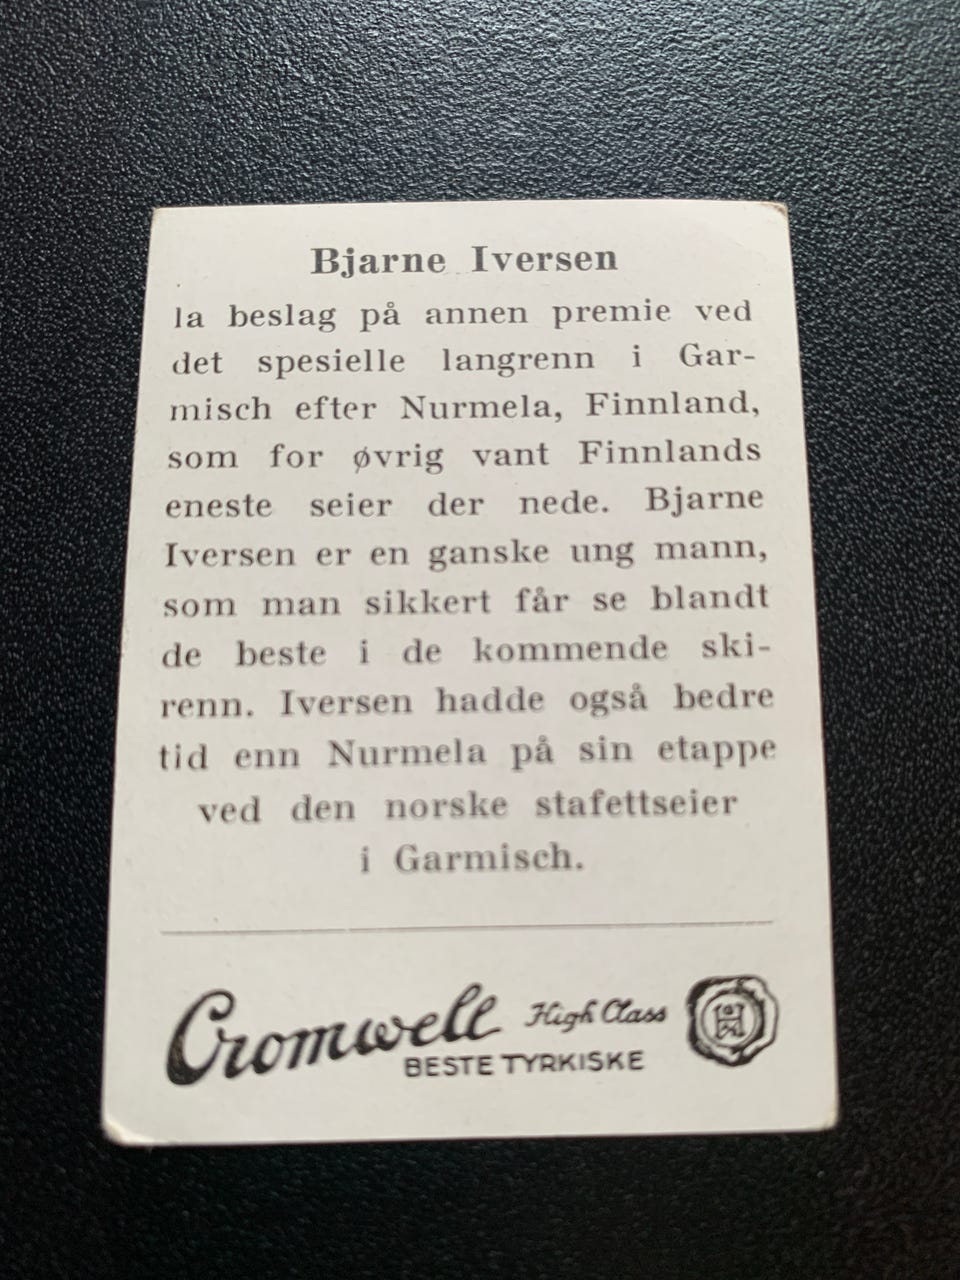 Bjarne Iversen
la beslag på annen premie ved
det spesielle langrenn i Gar-
misch efter Nurmela, Finnland,
som for øvrig vant Finnlands
eneste seier der nede. Bjarne
Iversen er en ganske ung mann,
som man sikkert får se blandt
de beste i de kommende ski-
renn. Iversen hadde også bedre
tid enn Nurmela på sin etappe
ved den norske stafettseier
i Garmisch.
Cromwell High Class
BESTE TYRKISKE